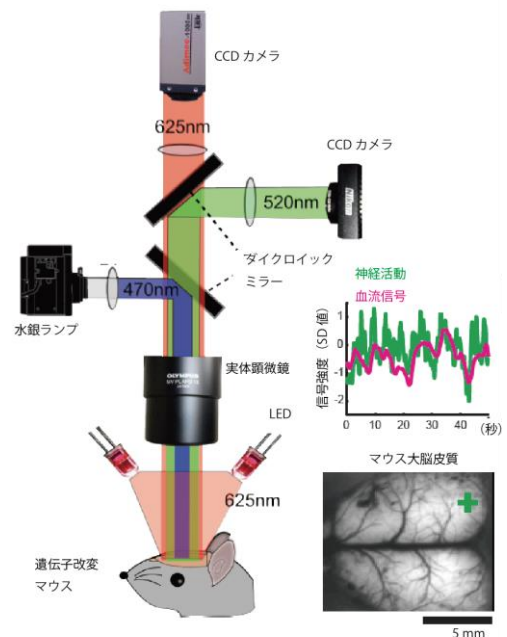 CCD カメラ
625nm
CCD カメラ
520nm
ダイクロイック
ミラー
470nm
水銀ランプ
神経活動
血流信号
信号強度（SD 値）
1
0
-1
-2
0
20
40
(秒)
実体顕微鏡
OLYMPUS
LED
625nm
マウス大脳皮質
遺伝子改変
マウス
5 mm